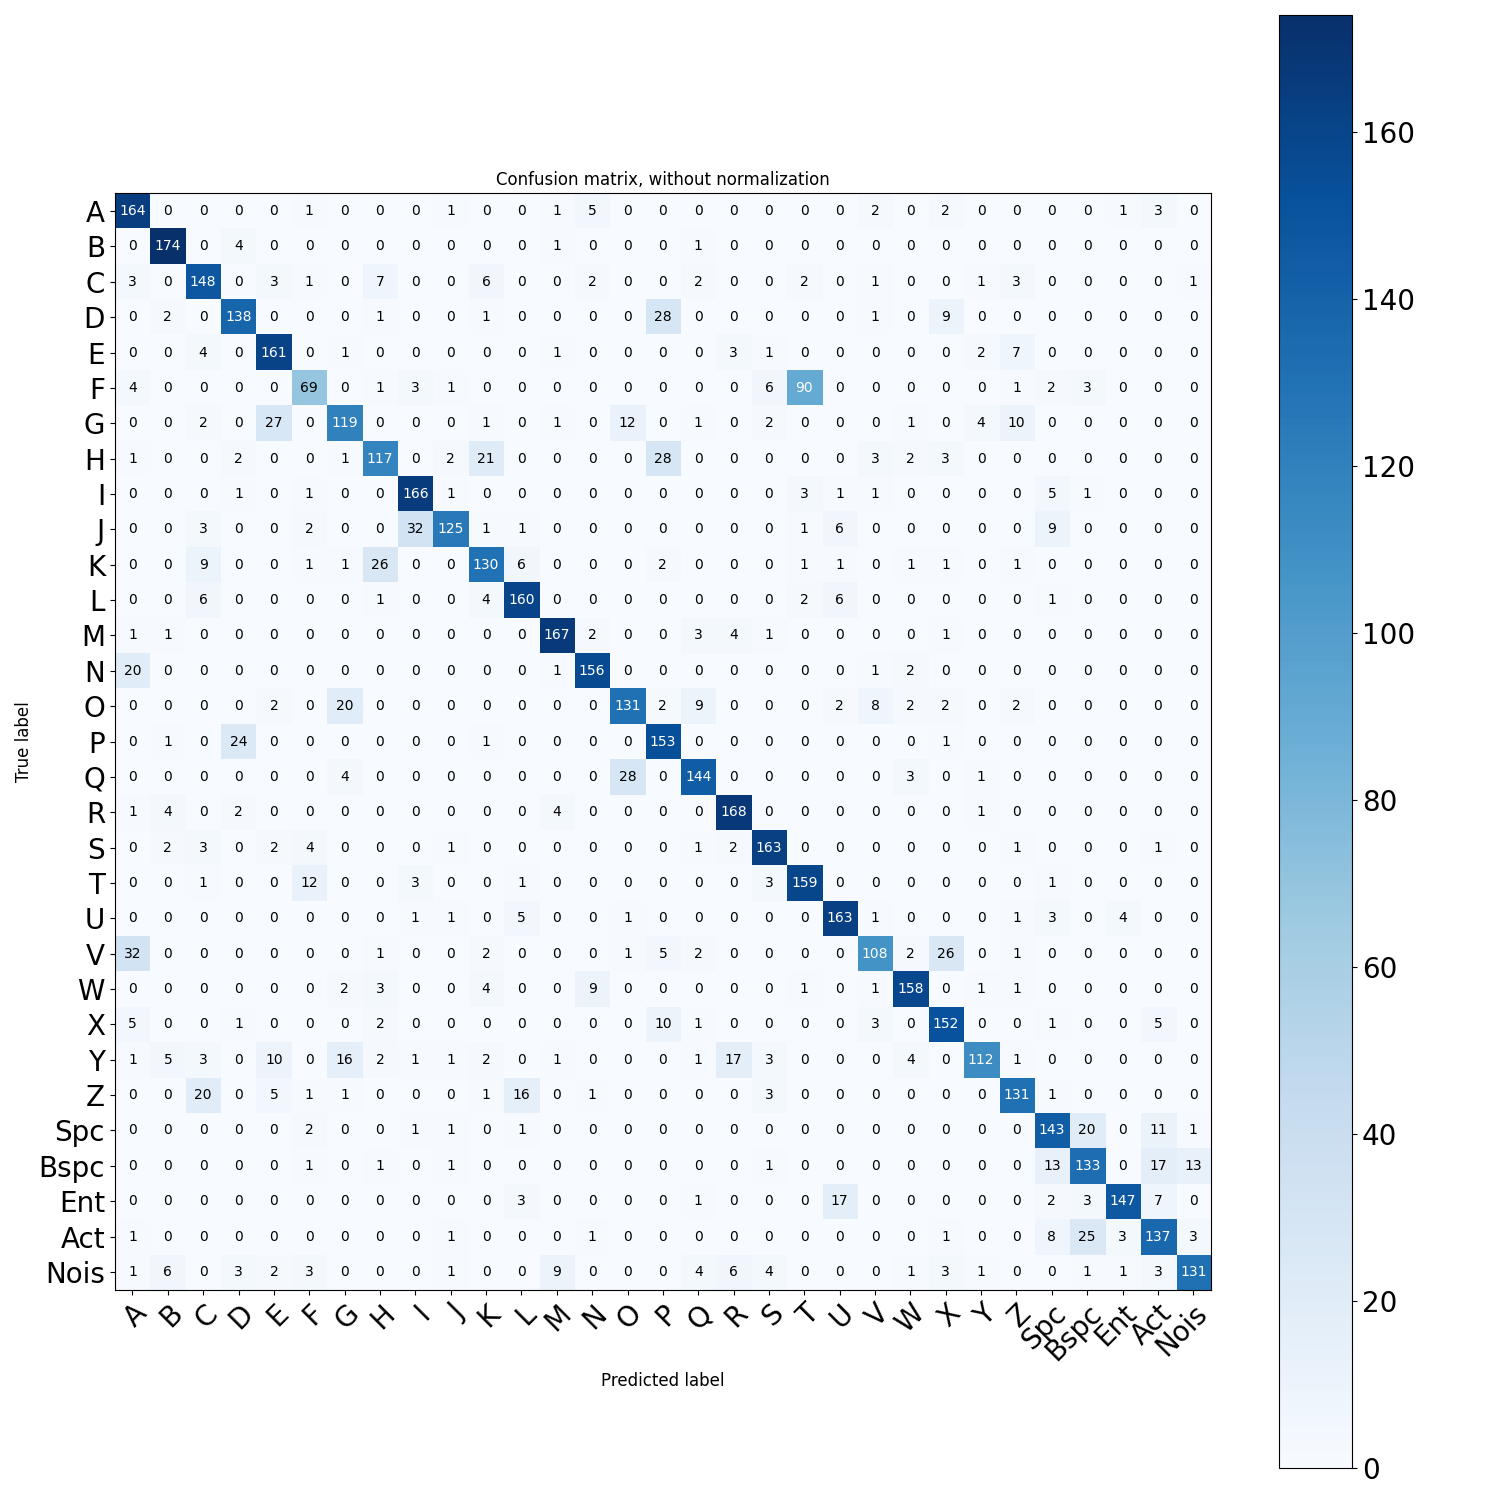 Confusion matrix, without normalization
A 164 0 0 0 0 1 0 0 0 1 0 0 1 5 0 0 0 0 0 0 0 2 0 2 0 0 0 0 1 3 0
B 0 174 0 4 0 0 0 0 0 0 0 0 1 0 0 0 1 0 0 0 0 0 0 0 0 0 0 0 0 0 0
C 3 0 148 0 3 1 0 7 0 0 6 0 0 2 0 0 2 0 0 2 0 1 0 0 1 3 0 0 0 0 1
D 0 2 0 138 0 0 0 1 0 0 1 0 0 0 0 28 0 0 0 0 0 1 0 9 0 0 0 0 0 0 0
E 0 0 4 0 161 0 1 0 0 0 0 0 1 0 0 0 0 3 1 0 0 0 0 0 2 7 0 0 0 0 0
F 4 0 0 0 0 69 0 1 3 1 0 0 0 0 0 0 0 0 6 90 0 0 0 0 0 1 2 3 0 0 0
G 0 0 2 0 27 0 119 0 0 0 1 0 1 0 12 0 1 0 2 0 0 0 1 0 4 10 0 0 0 0 0
H 1 0 0 2 0 0 1 117 0 2 21 0 0 0 0 28 0 0 0 0 0 3 2 3 0 0 0 0 0 0 0
I 0 0 0 1 0 1 0 0 166 1 0 0 0 0 0 0 0 0 0 3 1 1 0 0 0 0 5 1 0 0 0
J 0 0 3 0 0 2 0 0 32 125 1 1 0 0 0 0 0 0 0 1 6 0 0 0 0 0 9 0 0 0 0
K 0 0 9 0 0 1 1 26 0 0 130 6 0 0 0 2 0 0 0 1 1 0 1 1 0 1 0 0 0 0 0
L 0 0 6 0 0 0 0 1 0 0 4 160 0 0 0 0 0 0 0 2 6 0 0 0 0 0 1 0 0 0 0
M 1 1 0 0 0 0 0 0 0 0 0 0 167 2 0 0 3 4 1 0 0 0 0 1 0 0 0 0 0 0 0
N 20 0 0 0 0 0 0 0 0 0 0 0 1 156 0 0 0 0 0 0 0 1 2 0 0 0 0 0 0 0 0
O 0 0 0 0 2 0 20 0 0 0 0 0 0 0 131 2 9 0 0 0 2 8 2 2 0 2 0 0 0 0 0
P 0 1 0 24 0 0 0 0 0 0 1 0 0 0 0 153 0 0 0 0 0 0 0 1 0 0 0 0 0 0 0
Q 0 0 0 0 0 0 4 0 0 0 0 0 0 0 28 0 144 0 0 0 0 0 3 0 1 0 0 0 0 0 0
R 1 4 0 2 0 0 0 0 0 0 0 0 4 0 0 0 0 168 0 0 0 0 0 0 1 0 0 0 0 0 0
S 0 2 3 0 2 4 0 0 0 1 0 0 0 0 0 0 1 2 163 0 0 0 0 0 0 1 0 0 0 1 0
T 0 0 1 0 0 12 0 0 3 0 0 1 0 0 0 0 0 0 3 159 0 0 0 0 0 0 1 0 0 0 0
U 0 0 0 0 0 0 0 0 1 1 0 5 0 0 1 0 0 0 0 0 163 1 0 0 0 1 3 0 4 0 0
V 32 0 0 0 0 0 0 1 0 0 2 0 0 0 1 5 2 0 0 0 0 108 2 26 0 1 0 0 0 0 0
W 0 0 0 0 0 0 2 3 0 0 4 0 0 9 0 0 0 0 0 1 0 1 158 0 1 1 0 0 0 0 0
X 5 0 0 1 0 0 0 2 0 0 0 0 0 0 0 10 1 0 0 0 0 3 0 152 0 0 1 0 0 5 0
Y 1 5 3 0 10 0 16 2 1 1 2 0 1 0 0 0 1 17 3 0 0 0 4 0 112 1 0 0 0 0 0
Z 0 0 20 0 5 1 1 0 0 0 1 16 0 1 0 0 0 0 3 0 0 0 0 0 0 131 1 0 0 0 0
Spc 0 0 0 0 0 2 0 0 1 1 0 1 0 0 0 0 0 0 0 0 0 0 0 0 0 0 143 20 0 11 1
Bspc 0 0 0 0 0 1 0 1 0 1 0 0 0 0 0 0 0 0 1 0 0 0 0 0 0 0 13 133 0 17 13
Ent 0 0 0 0 0 0 0 0 0 0 0 3 0 0 0 0 1 0 0 0 17 0 0 0 0 0 2 3 147 7 0
Act 1 0 0 0 0 0 0 0 0 1 0 0 0 1 0 0 0 0 0 0 0 0 0 1 0 0 8 25 3 137 3
Nois 1 6 0 3 2 3 0 0 0 1 0 0 9 0 0 0 4 6 4 0 0 0 1 3 1 0 0 1 1 3 131
A B C D E F G H I J K L M N O P Q R S T U V W X Y Z Spc Bspc Ent Act Nois
Predicted label
True label
160
140
120
100
80
60
40
20
0